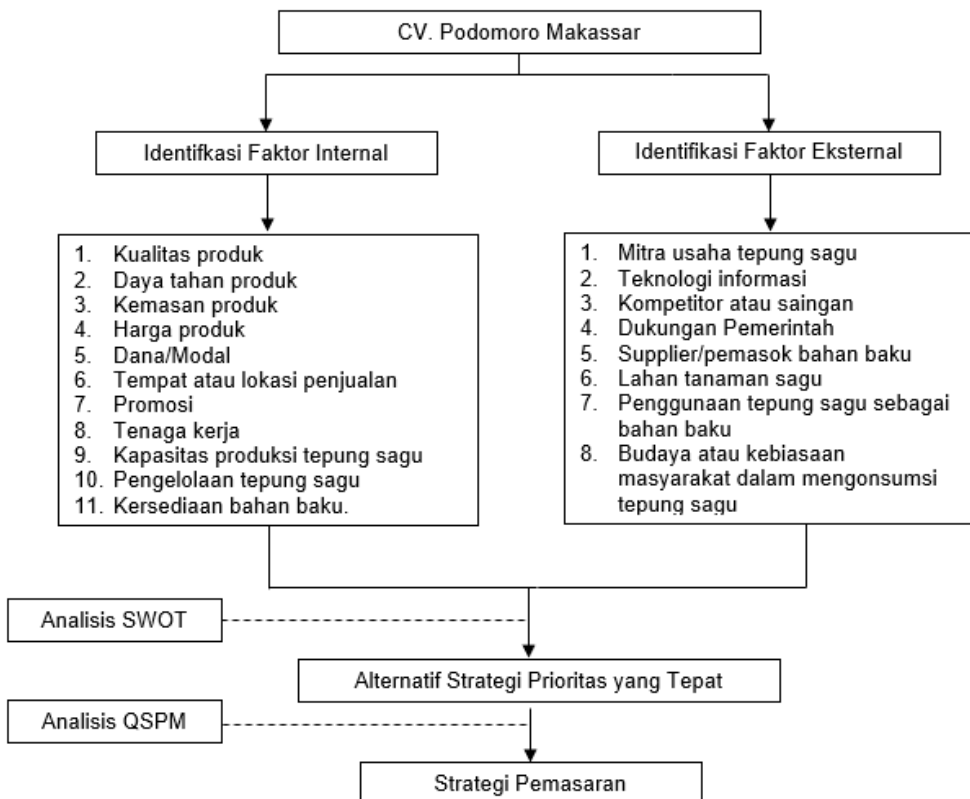 CV. Podomoro Makassar
Identifkasi Faktor Internal
Identifikasi Faktor Eksternal
1. Kualitas produk
2. Daya tahan produk
3. Kemasan produk
4. Harga produk
5. Dana/Modal
6. Tempat atau lokasi penjualan
7. Promosi
8. Tenaga kerja
9. Kapasitas produksi tepung sagu
10. Pengelolaan tepung sagu
11. Kersediaan bahan baku.
1. Mitra usaha tepung sagu
2. Teknologi informasi
3. Kompetitor atau saingan
4. Dukungan Pemerintah
5. Supplier/pemasok bahan baku
6. Lahan tanaman sagu
7. Penggunaan tepung sagu sebagai
bahan baku
8. Budaya atau kebiasaan
masyarakat dalam mengonsumsi
tepung sagu
Analisis SWOT
Alternatif Strategi Prioritas yang Tepat
Analisis QSPM
Strategi Pemasaran